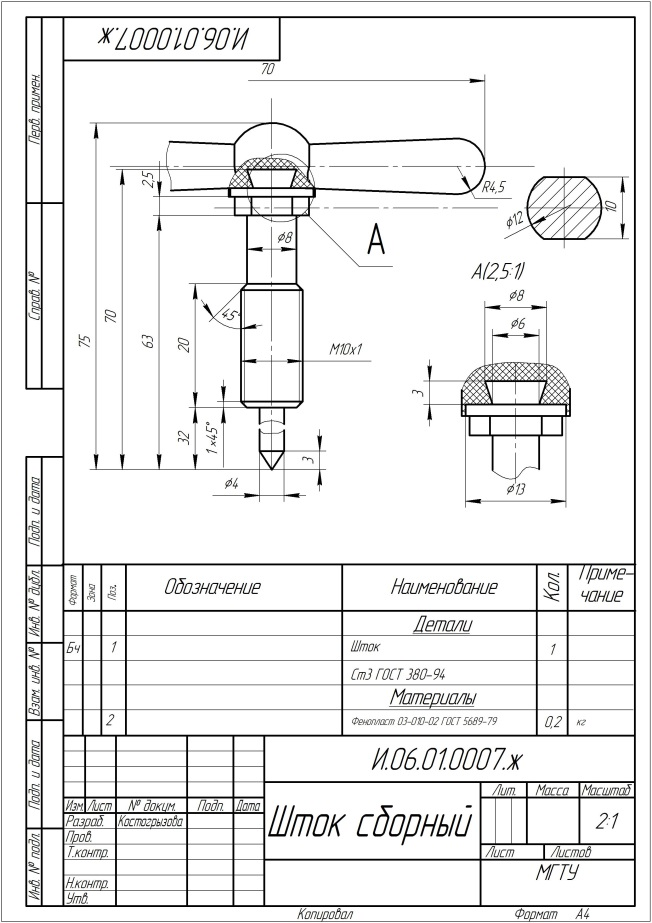 И.06.01.0007.ж
Перв. примен.
Справ. №
Подп. и дата
Инв. № дубл.
Взам. инв. №
Подп. и дата
Инв. № подл.
70
2,5
R4,5
⌀12
10
А
⌀8
А(2,5:1)
⌀8
⌀6
45°
75
70
63
20
М10х1
3
32
1×45°
3
⌀4
⌀13
Формат
Зона
Поз.
Обозначение
Наименование
Кол.
Приме-
чание
Детали
Бч 1 Шток 1
Ст3 ГОСТ 380-94
Материалы
2 Фенопласт 03-010-02 ГОСТ 5689-79 0,2 кг
И.06.01.0007.ж
Изм. Лист № докум. Подп. Дата
Разраб. Костогрызова
Пров.
Т.контр.
Н.контр.
Утв.
Шток сборный
Лит. Масса Масштаб
2:1
Лист Листов
МГТУ
Копировал Формат А4